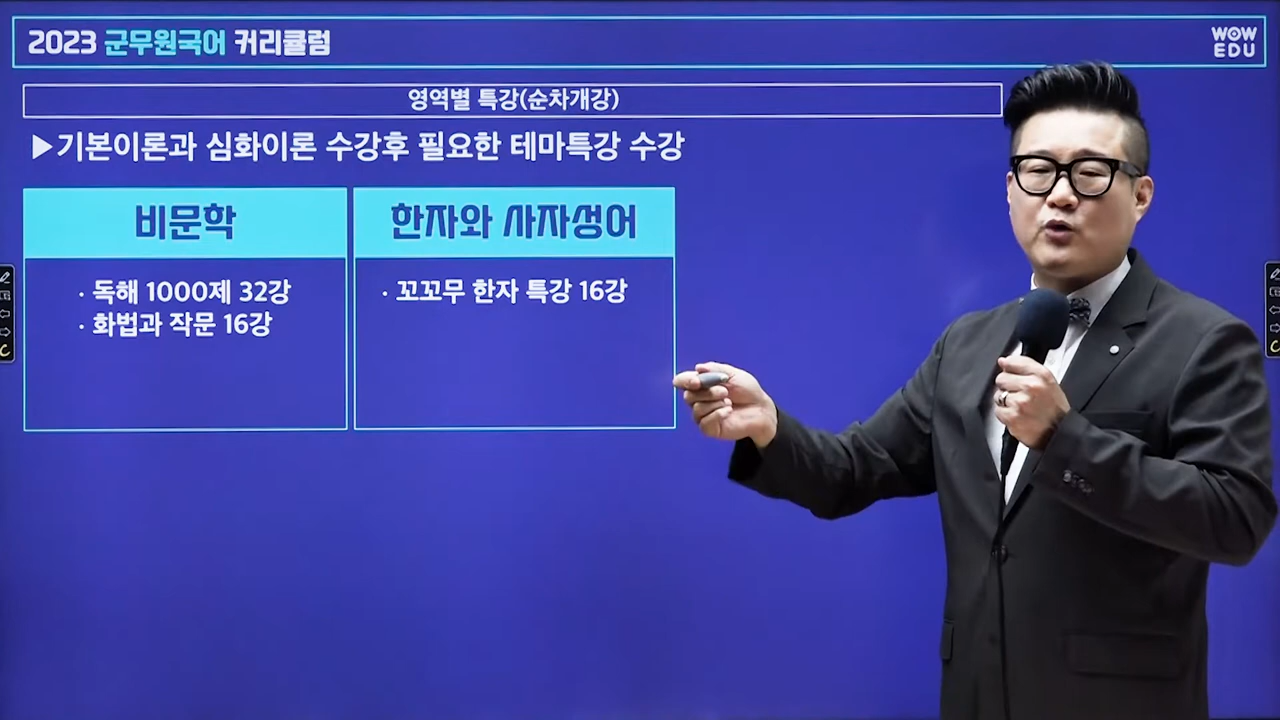 2023 군무원국어 커리큘럼
WOW
EDU
영역별 특강(순차개강)
▶기본이론과 심화이론 수강후 필요한 테마특강 수강
비문학
· 독해 1000제 32강
· 화법과 작문 16강
한자와 사자성어
· 꼬꼬무 한자 특강 16강